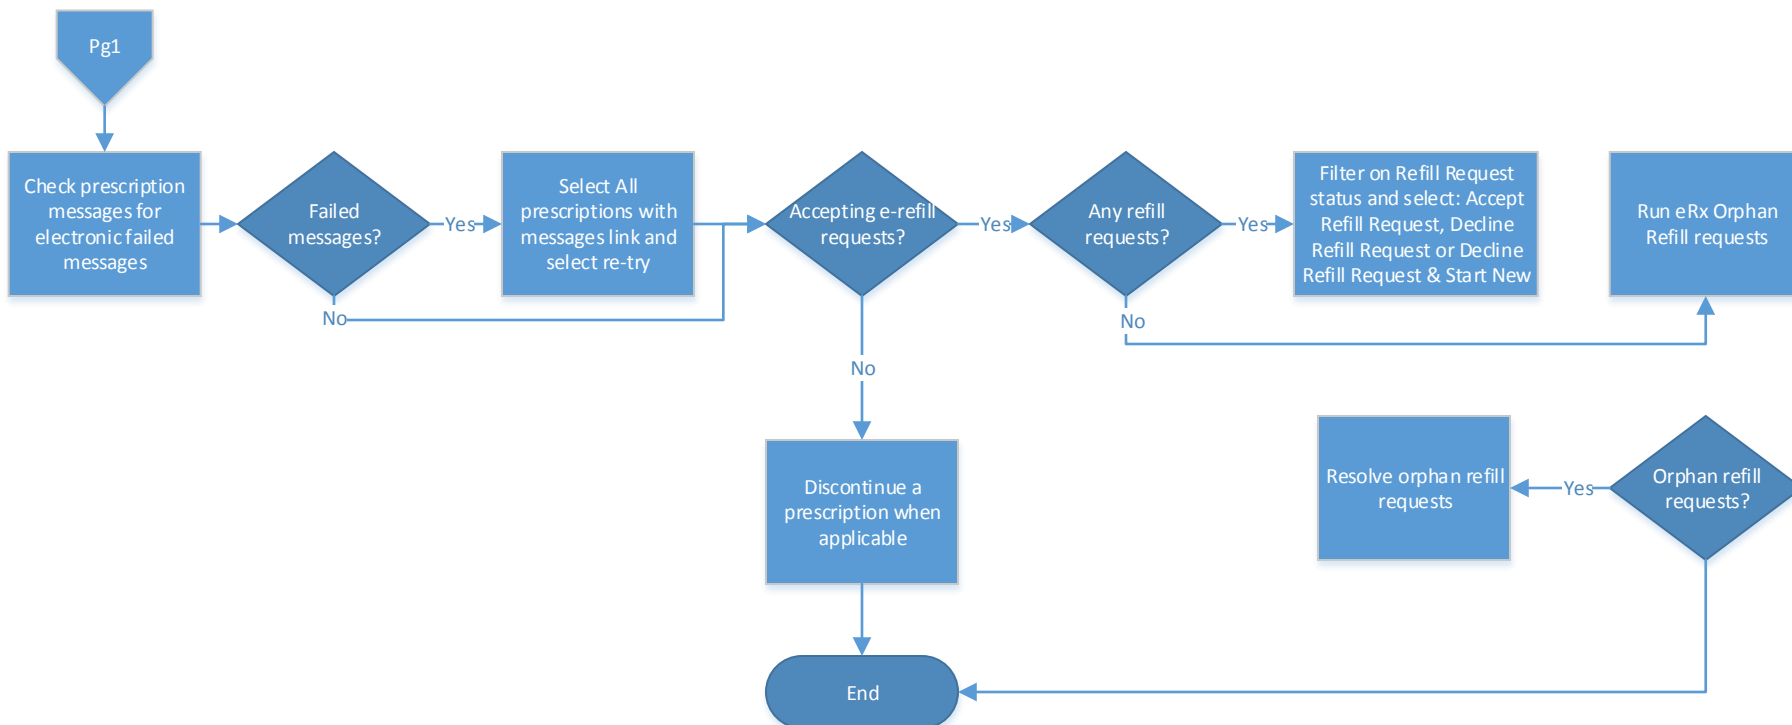 Pg1
Check prescription
messages for
electronic failed
messages
Failed
messages?
Yes
No
Select All
prescriptions with
messages link and
select re-try
Accepting e-refill
requests?
Yes
No
Any refill
requests?
Yes
No
Filter on Refill Request
status and select: Accept
Refill Request, Decline
Refill Request or Decline
Refill Request & Start New
Run eRx Orphan
Refill requests
Discontinue a
prescription when
applicable
Resolve orphan refill
requests
Yes
Orphan refill
requests?
End